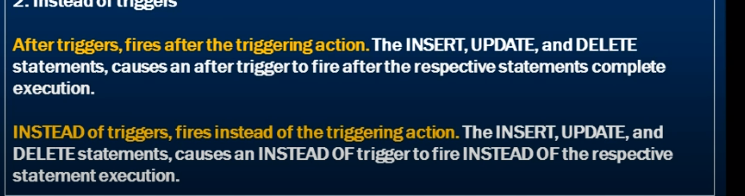 2. Instead of triggers
After triggers, fires after the triggering action. The INSERT, UPDATE, and DELETE
statements, causes an after trigger to fire after the respective statements complete
execution.
INSTEAD of triggers, fires instead of the triggering action. The INSERT, UPDATE, and
DELETE statements, causes an INSTEAD OF trigger to fire INSTEAD OF the respective
statement execution.